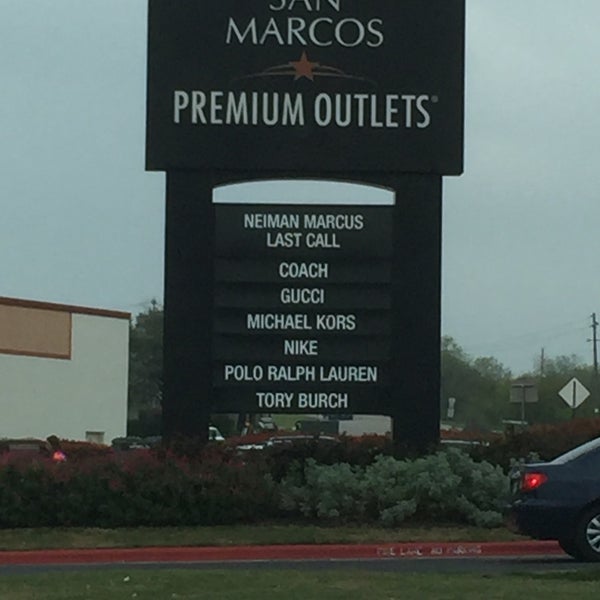 SAN
MARCOS
PREMIUM OUTLETS®
NEIMAN MARCUS
LAST CALL
COACH
GUCCI
MICHAEL KORS
NIKE
POLO RALPH LAUREN
TORY BURCH
FIRE LANE NO PARKING